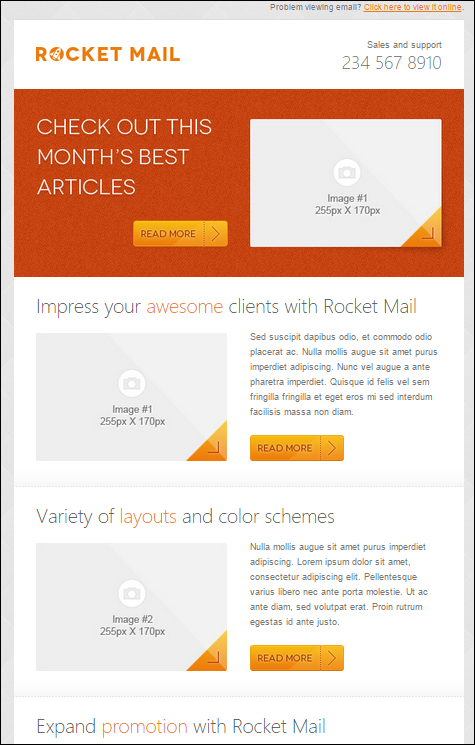 Problem viewing email? Click here to view it online.
ROCKET MAIL
Sales and support
234 567 8910
CHECK OUT THIS
MONTH'S BEST
ARTICLES
READ MORE
Image #1
255px X 170px
Impress your awesome clients with Rocket Mail
Image #1
255px X 170px
Sed suscipit dapibus odio, et commodo odio
placerat ac. Nulla mollis augue sit amet purus
imperdiet adipiscing. Nunc vel augue a ante
pharetra imperdiet. Quisque id felis vel sem
fringilla fringilla et eget eros mi sed interdum
facilisis massa non diam.
READ MORE
Variety of layouts and color schemes
Image #2
255px X 170px
Nulla mollis augue sit amet purus imperdiet
adipiscing. Lorem ipsum dolor sit amet,
consectetur adipiscing elit. Pellentesque
varius libero nec ante porta molestie. Ut ac
ante diam, sed volutpat erat. Proin rutrum
egestas id ante justo.
READ MORE
Expand promotion with Rocket Mail